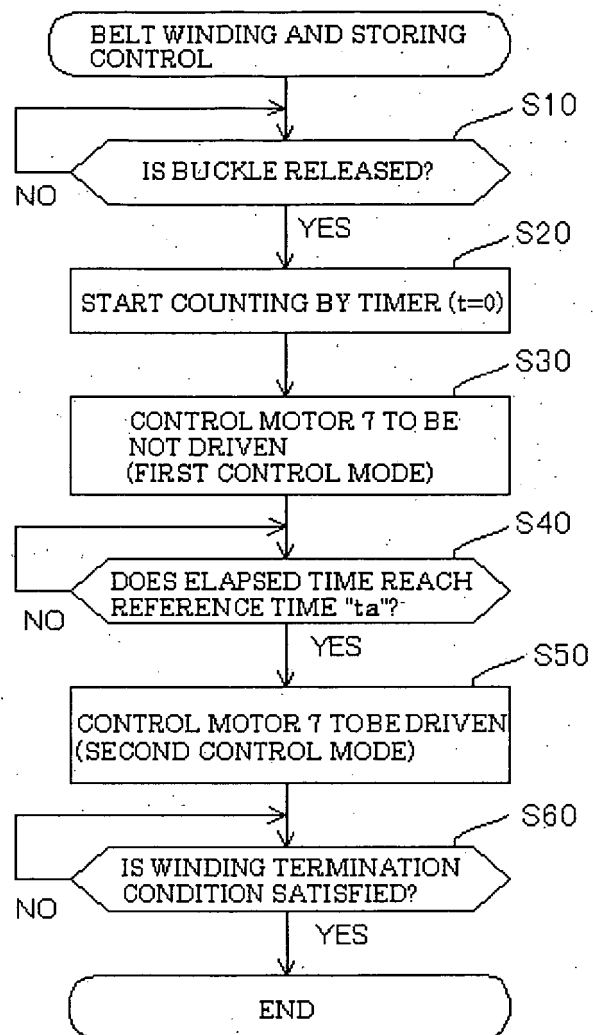 BELT WINDING AND STORING
CONTROL
S10
IS BUCKLE RELEASED?
NO
YES
S20
START COUNTING BY TIMER (t=0)
S30
CONTROL MOTOR 7 TO BE
NOT DRIVEN
(FIRST CONTROL MODE)
S40
DOES ELAPSED TIME REACH
REFERENCE TIME "ta"?
NO
YES
S50
CONTROL MOTOR 7 TO BE DRIVEN
(SECOND CONTROL MODE)
S60
IS WINDING TERMINATION
CONDITION SATISFIED?
NO
YES
END